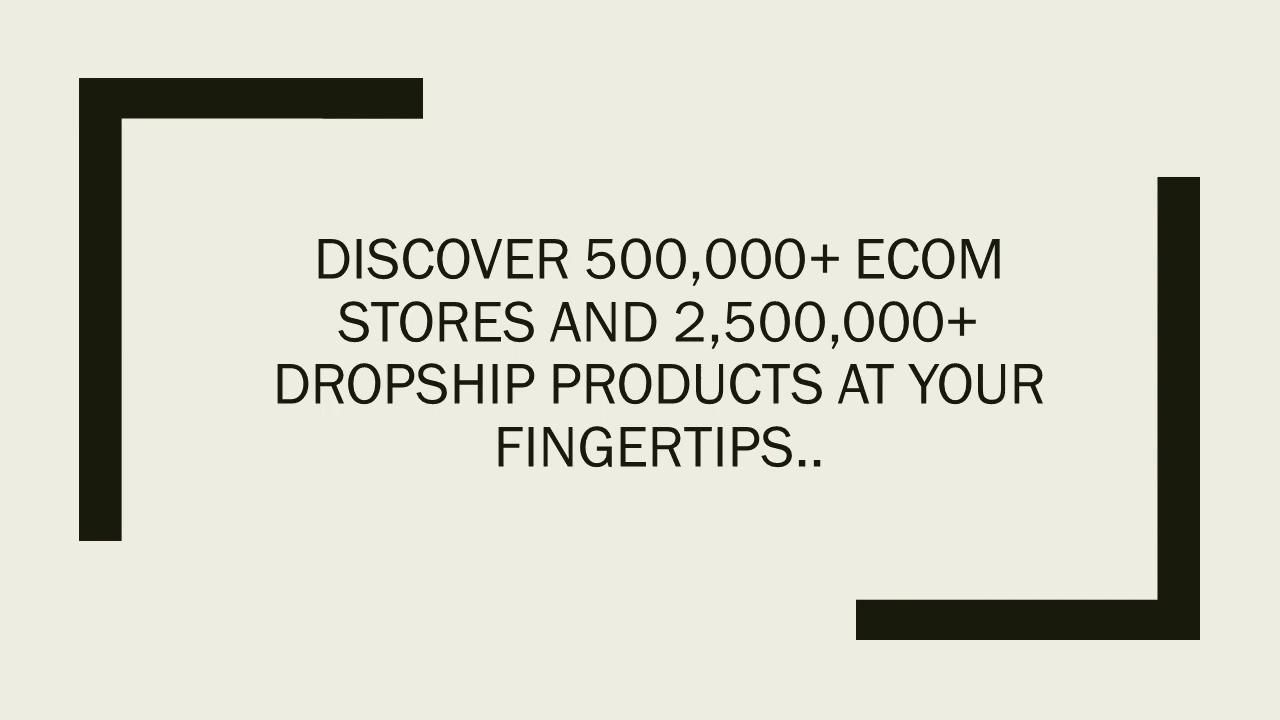 DISCOVER 500,000+ ECOM
STORES AND 2,500,000+
DROPSHIP PRODUCTS AT YOUR
FINGERTIPS..